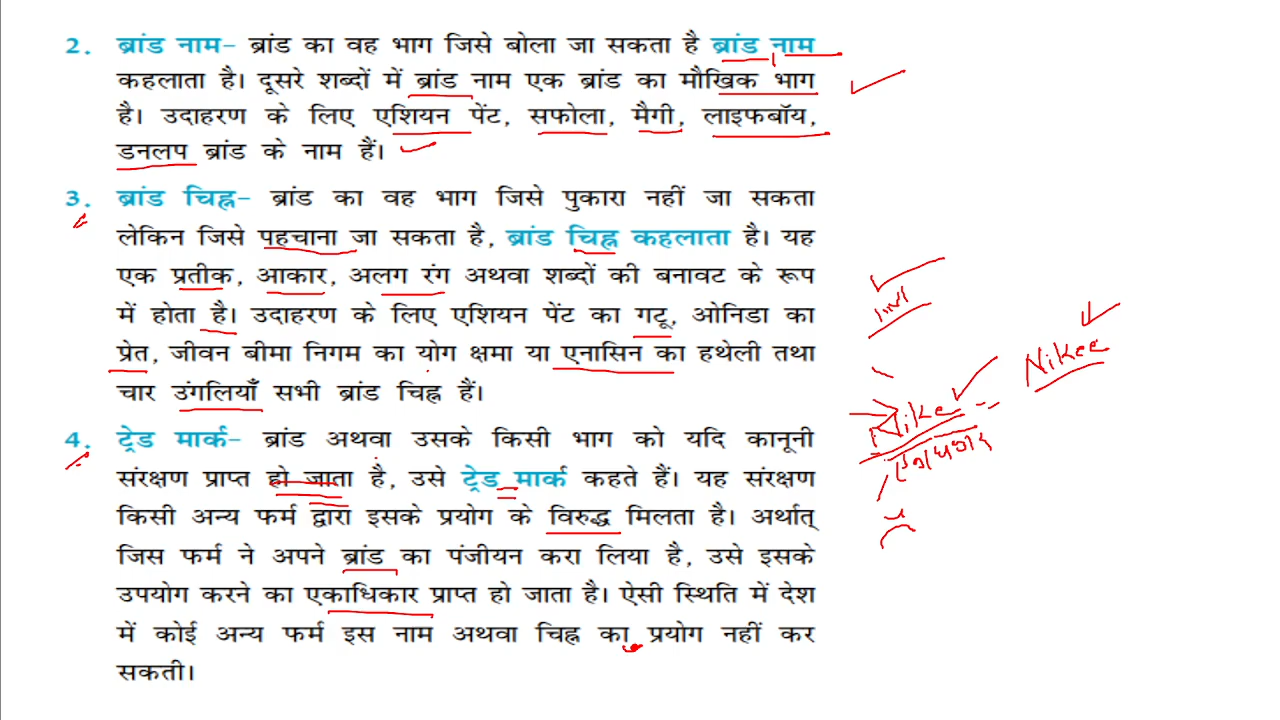 2. ब्रांड नाम- ब्रांड का वह भाग जिसे बोला जा सकता है ब्रांड नाम
कहलाता है। दूसरे शब्दों में ब्रांड नाम एक ब्रांड का मौखिक भाग
है। उदाहरण के लिए एशियन पेंट, सफोला, मैगी, लाइफबॉय,
डनलप ब्रांड के नाम हैं।
3. ब्रांड चिह्न- ब्रांड का वह भाग जिसे पुकारा नहीं जा सकता
लेकिन जिसे पहचाना जा सकता है, ब्रांड चिह्न कहलाता है। यह
एक प्रतीक, आकार, अलग रंग अथवा शब्दों की बनावट के रूप
में होता है। उदाहरण के लिए एशियन पेंट का गटू, ओनिडा का
प्रेत, जीवन बीमा निगम का योग क्षमा या एनासिन का हथेली तथा
चार उंगलियाँ सभी ब्रांड चिह्न हैं।
4. ट्रेड मार्क- ब्रांड अथवा उसके किसी भाग को यदि कानूनी
संरक्षण प्राप्त हो जाता है, उसे ट्रेड मार्क कहते हैं। यह संरक्षण
किसी अन्य फर्म द्वारा इसके प्रयोग के विरुद्ध मिलता है। अर्थात्
जिस फर्म ने अपने ब्रांड का पंजीयन करा लिया है, उसे इसके
उपयोग करने का एकाधिकार प्राप्त हो जाता है। ऐसी स्थिति में देश
में कोई अन्य फर्म इस नाम अथवा चिह्न का प्रयोग नहीं कर
सकती।
Nikee
Nike